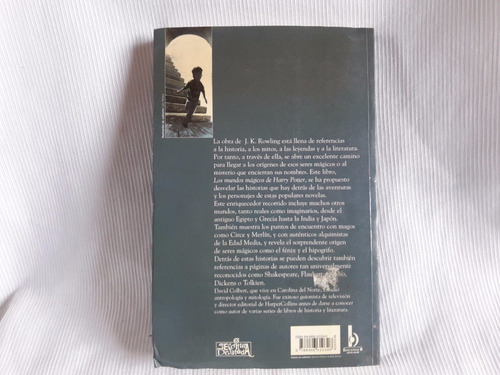 La obra de J. K. Rowling está llena de referencias
a la historia, a los mitos, a las leyendas y a la literatura.
Por tanto, a través de ella, se abre un excelente camino
para llegar a los orígenes de esos seres mágicos o al
misterio que encierran sus nombres. Este libro,
Los mundos mágicos de Harry Potter, se ha propuesto
desvelar las historias que hay detrás de las aventuras
y los personajes de estas populares novelas.
Este enriquecedor recorrido incluye muchos otros
mundos, tanto reales como imaginarios, desde el
antiguo Egipto y Grecia hasta la India y Japón.
También muestra los puntos de encuentro con magos como
Circe y Merlín, y con auténticos alquimistas
de la Edad Media, y revela el sorprendente origen
de seres mágicos como el fénix y el hipogrifo.
Detrás de estas historias se pueden descubrir también
referencias a páginas de autores tan universalmente
reconocidos como Shakespeare,
Dickens o Tolkien.
David Colbert, que vive en Carolina del Norte,
antropología y mitología. Fue exitoso guionista de televisión
y director editorial de HarperCollins antes de darse a conocer
como autor de varias series de libros de historia y literatura.
La Escritura
Desatada